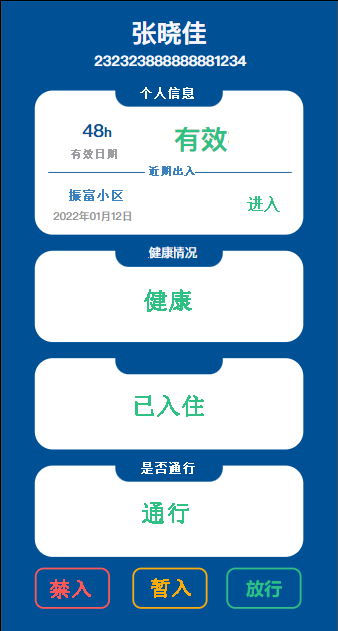 张晓佳
232323888888881234
个人信息
48h
有效
有效日期
近期出入
振富小区
进入
2022年01月12日
健康情况
健康
已入住
是否通行
通行
禁入 暂入 放行